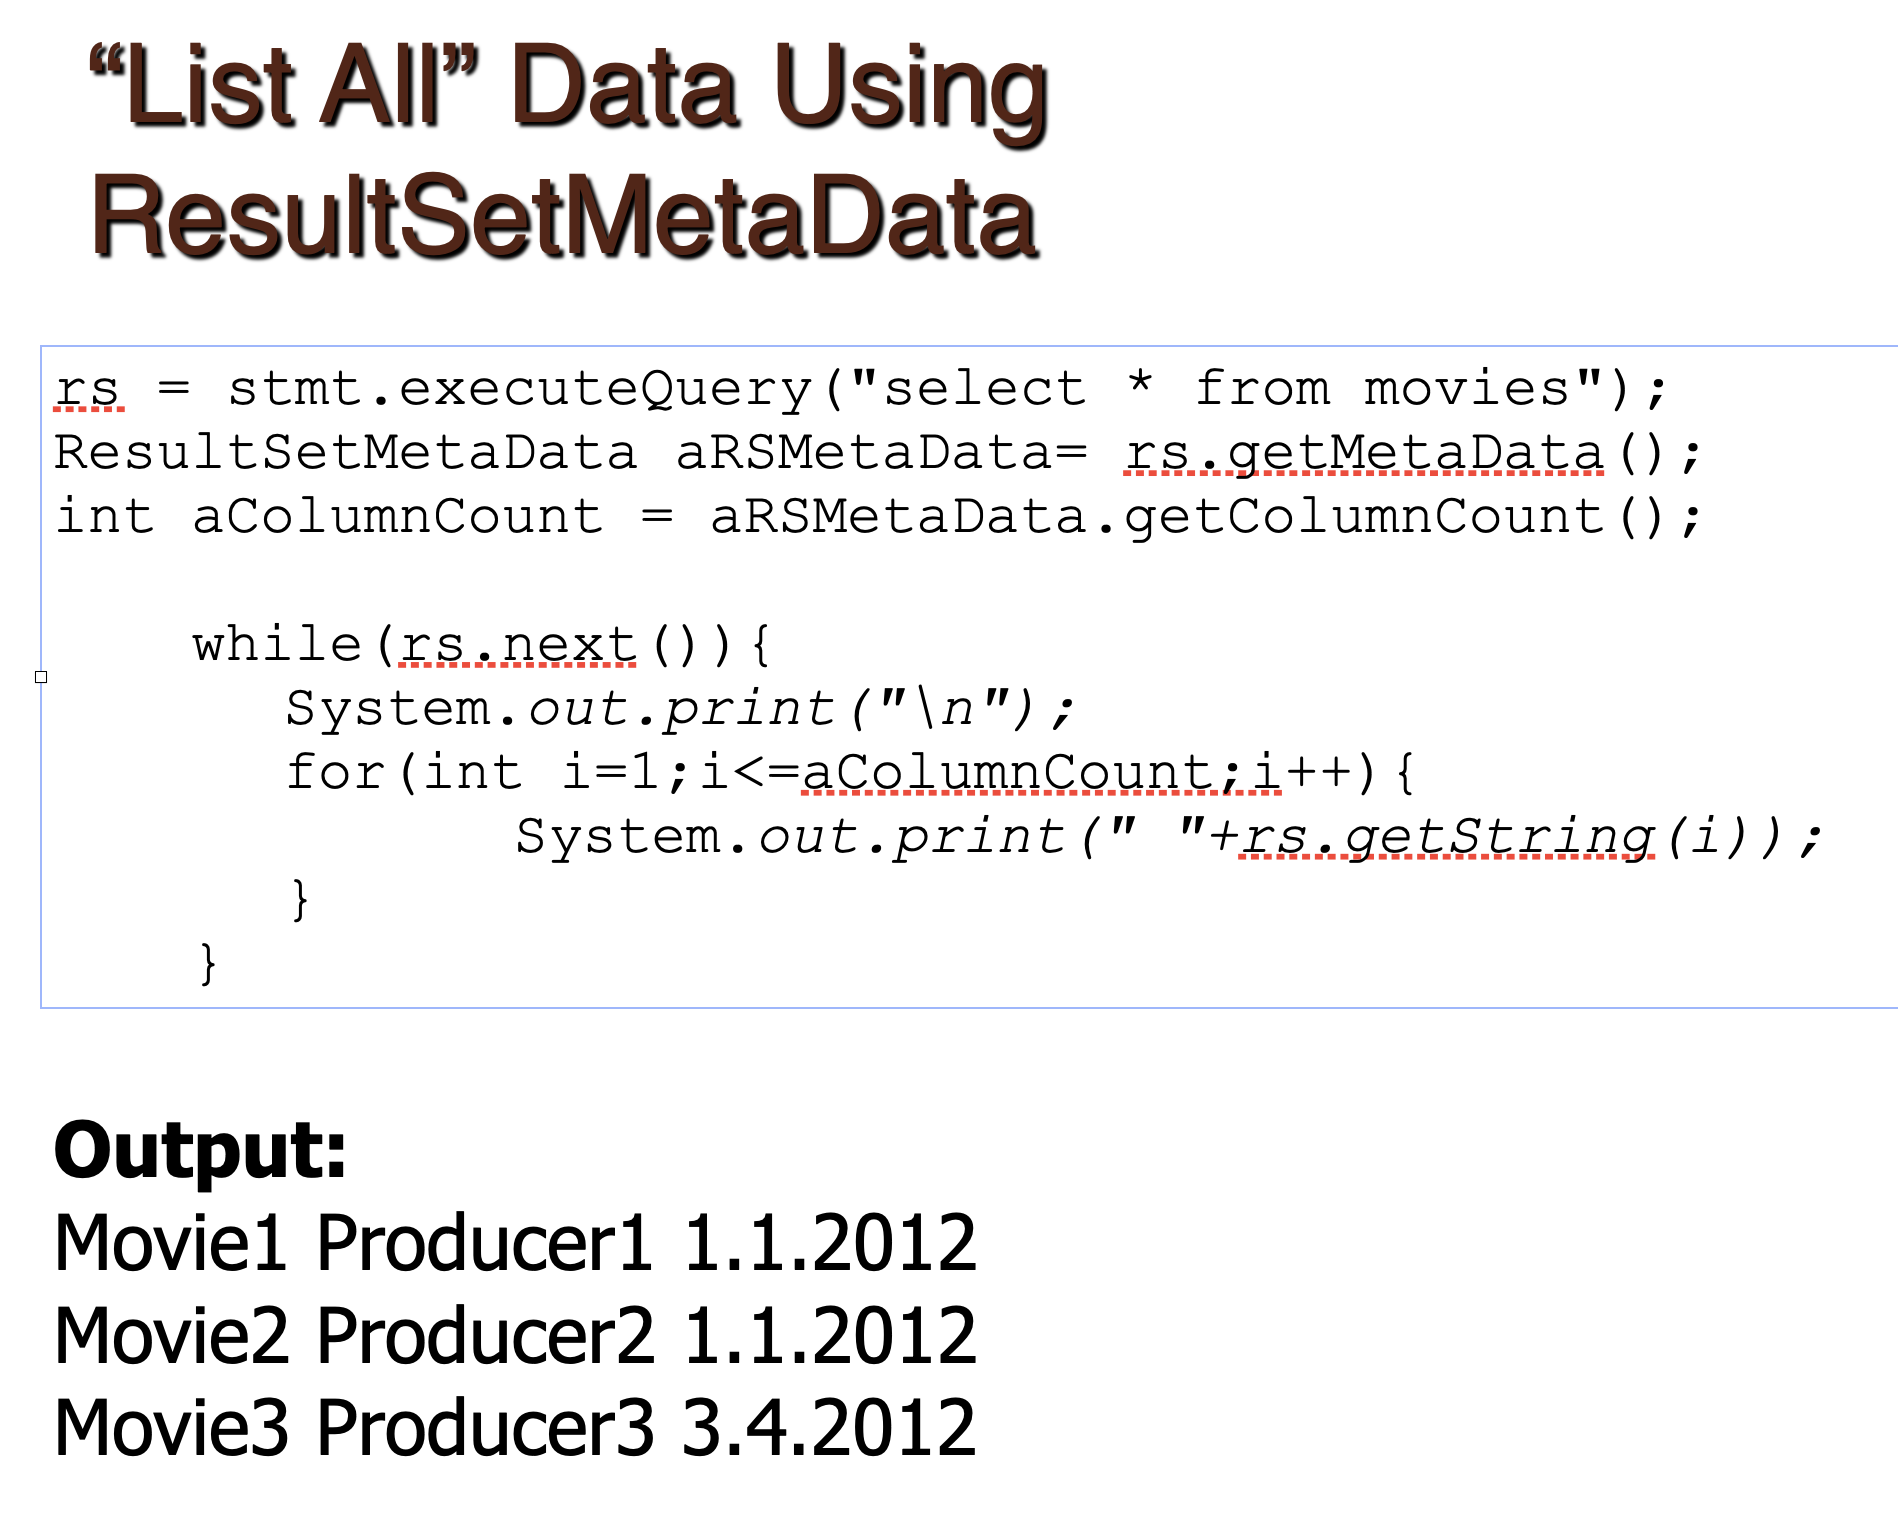 “List All” Data Using
ResultSetMetaData
rs = stmt.executeQuery("select * from movies");
ResultSetMetaData aRSMetaData= rs.getMetaData();
int aColumnCount = aRSMetaData.getColumnCount();
while(rs.next()){
System.out.print("\n");
for(int i=1;i<=aColumnCount;i++){
System.out.print(" "+rs.getString(i));
}
}
Output:
Movie1 Producer1 1.1.2012
Movie2 Producer2 1.1.2012
Movie3 Producer3 3.4.2012